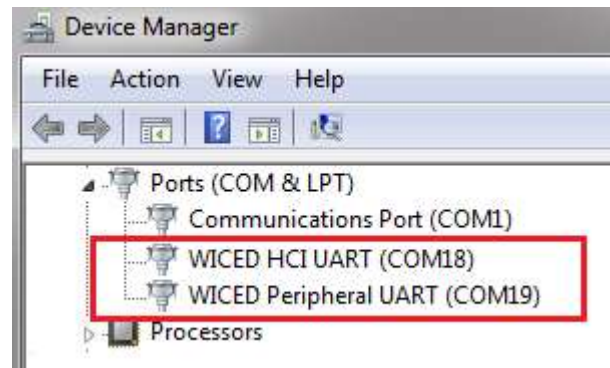 Device Manager
File Action View Help
Ports (COM & LPT)
Communications Port (COM1)
WICED HCI UART (COM18)
WICED Peripheral UART (COM19)
Processors